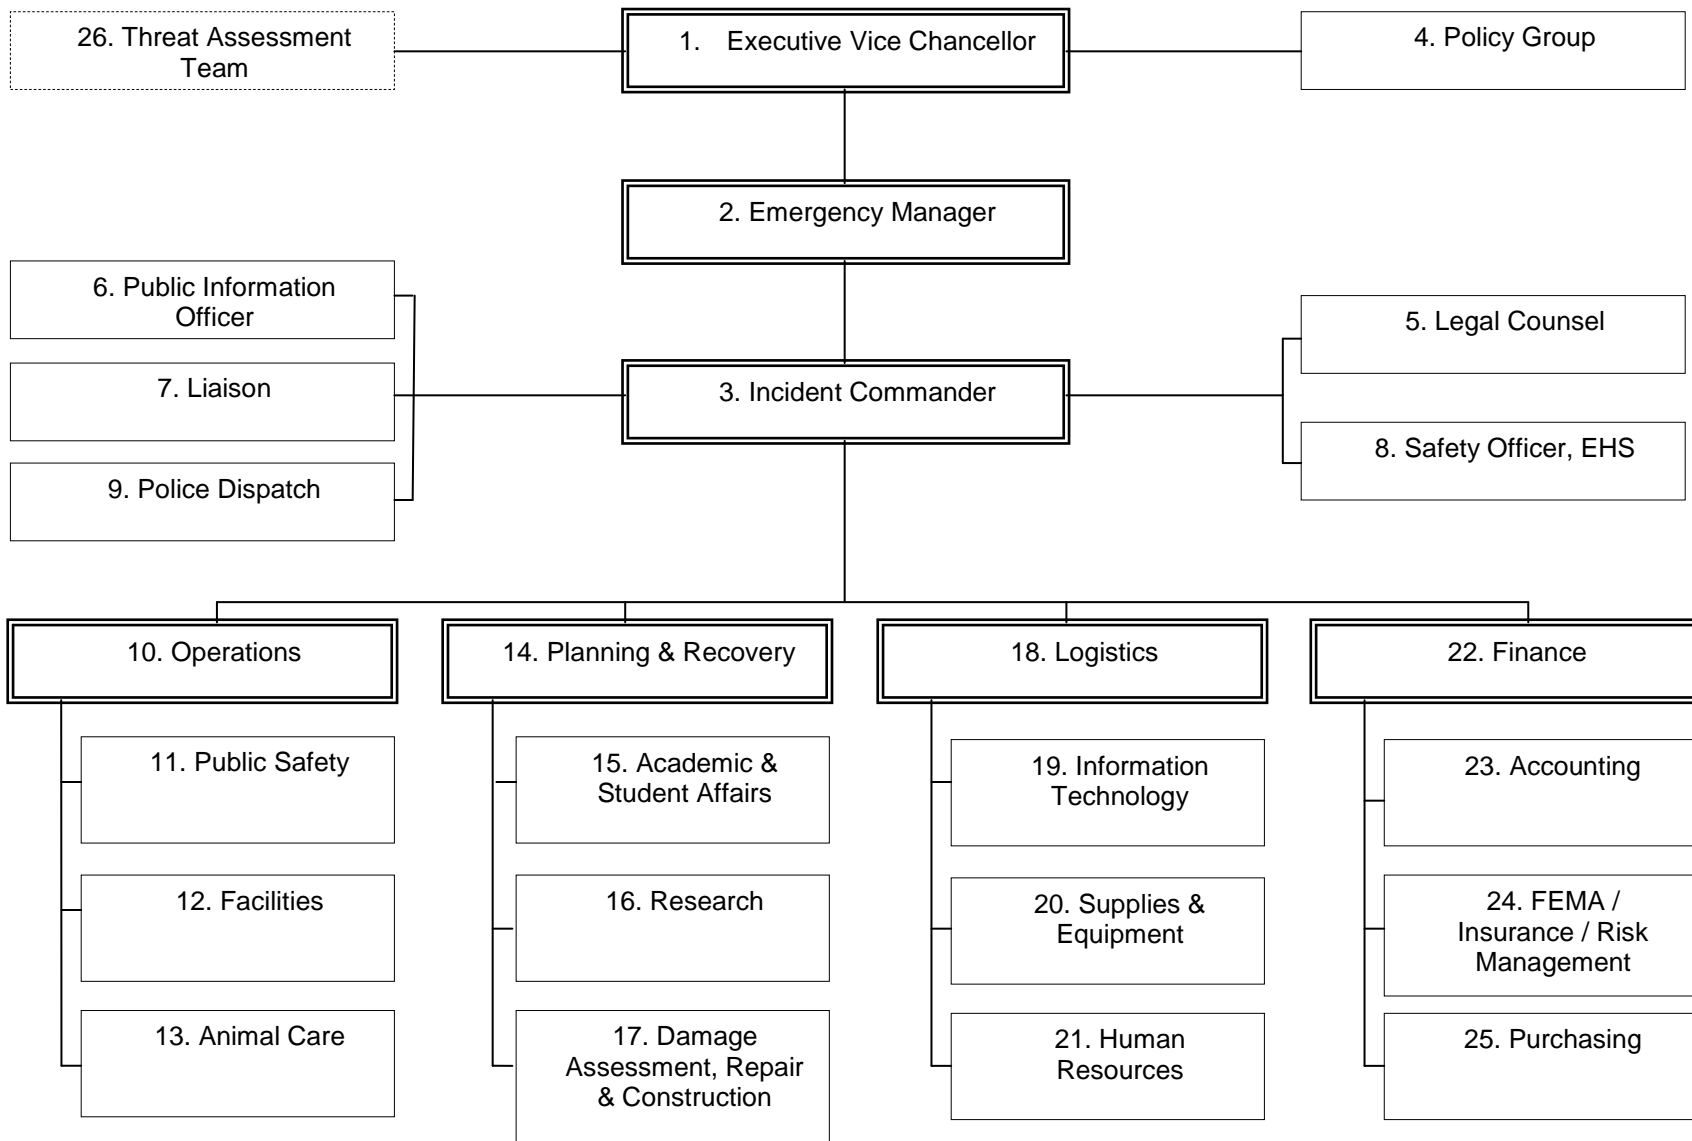 26. Threat Assessment
Team
1. Executive Vice Chancellor
4. Policy Group
2. Emergency Manager
6. Public Information
Officer
5. Legal Counsel
7. Liaison
3. Incident Commander
8. Safety Officer, EHS
9. Police Dispatch
10. Operations
14. Planning & Recovery
18. Logistics
22. Finance
11. Public Safety
15. Academic &
Student Affairs
19. Information
Technology
23. Accounting
12. Facilities
16. Research
20. Supplies &
Equipment
24. FEMA /
Insurance / Risk
Management
13. Animal Care
17. Damage
Assessment, Repair
& Construction
21. Human
Resources
25. Purchasing